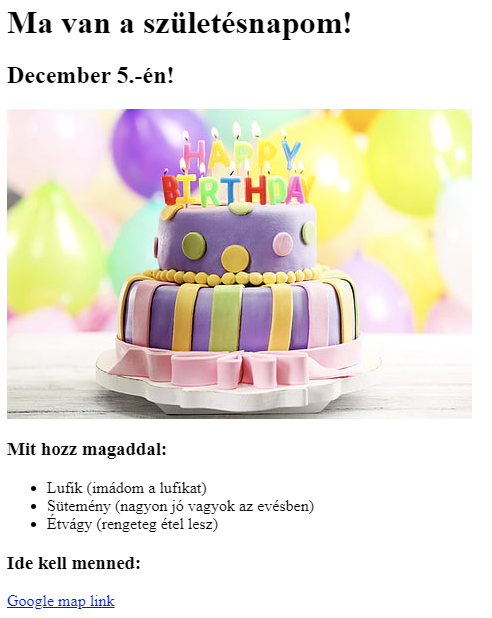 Ma van a születésnapom!
December 5.-én!
HAPPY
BIRTHDAY
Mit hozz magaddal:
Lufik (imádom a lufikat)
Sütemény (nagyon jó vagyok az evésben)
Étvágy (rengeteg étel lesz)
Ide kell menned:
Google map link